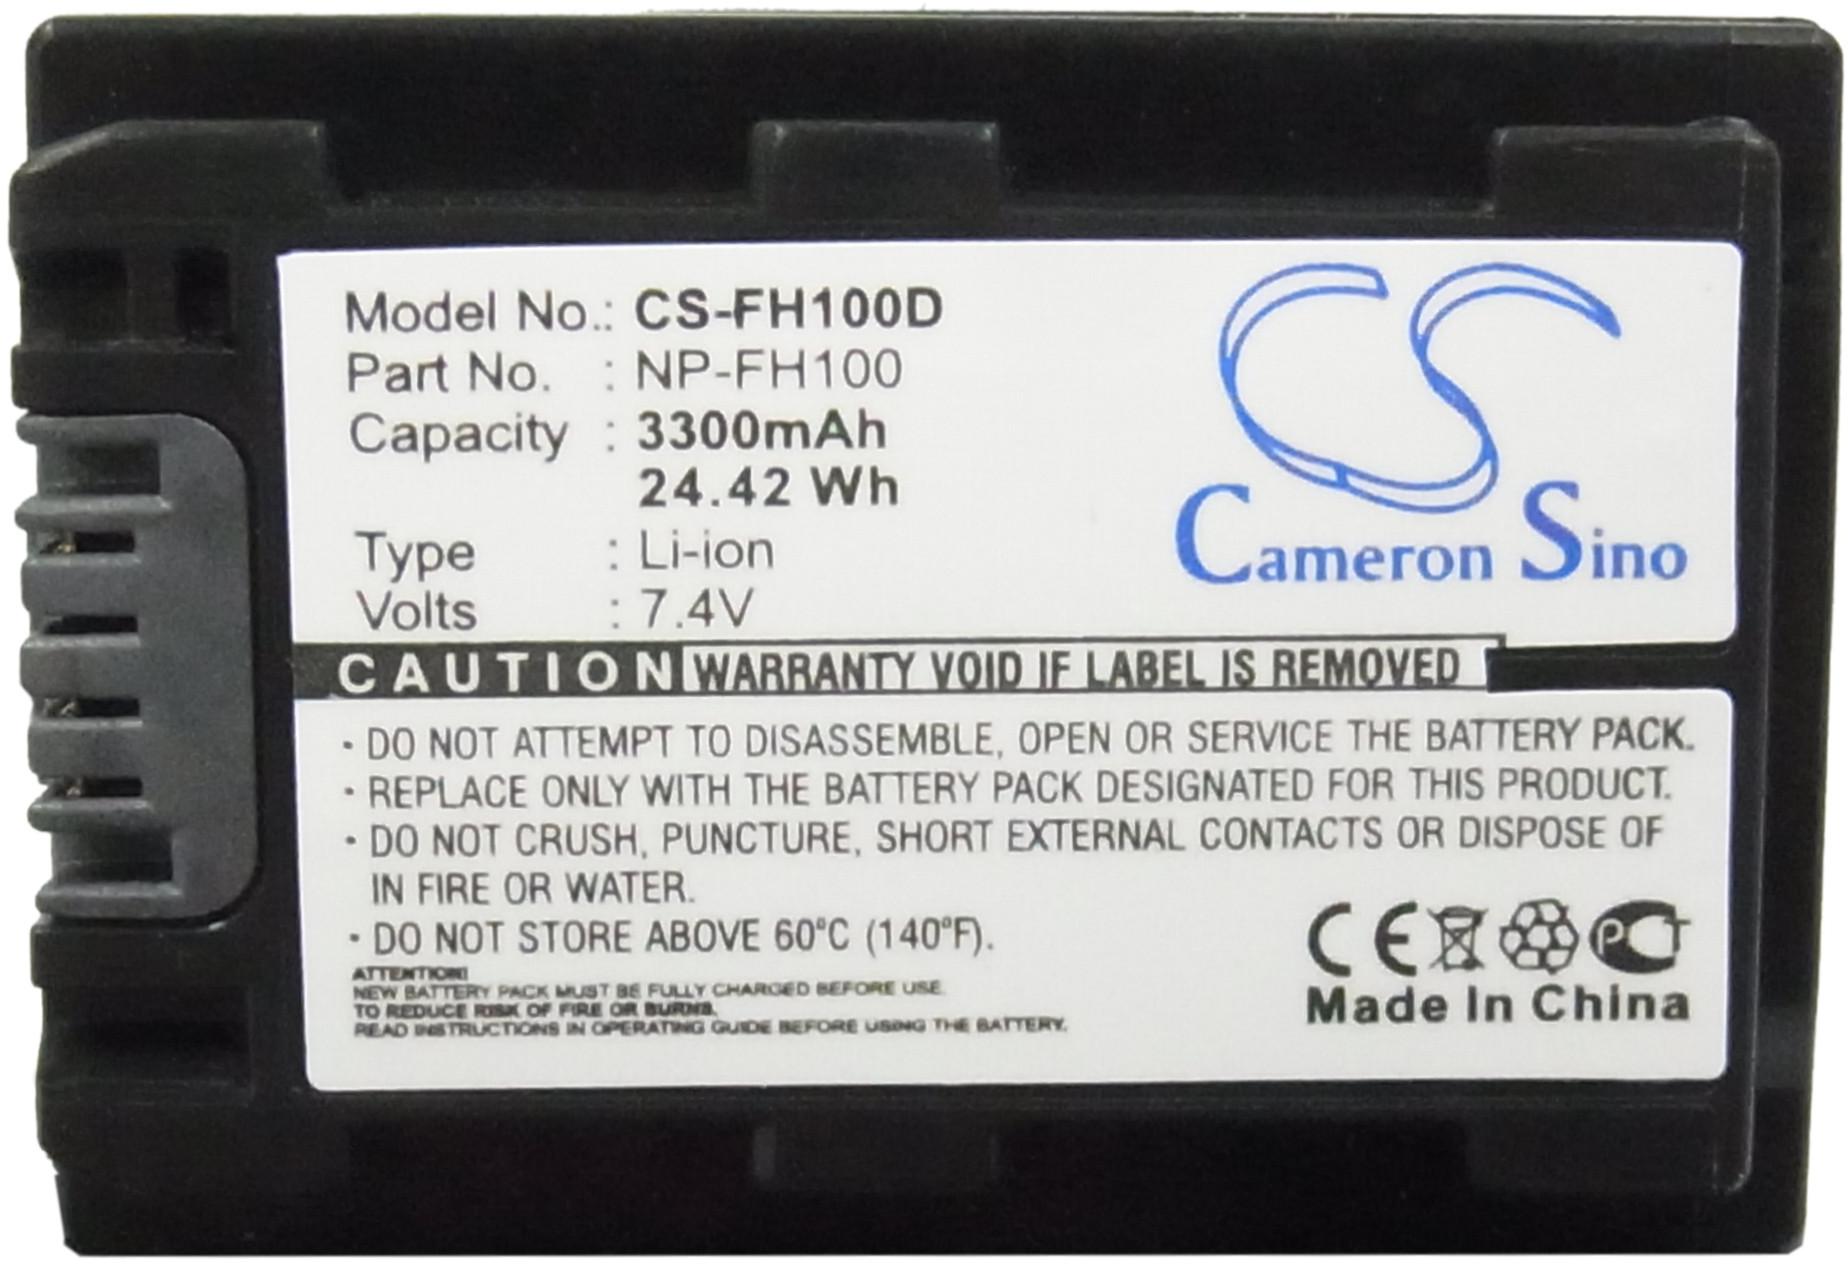 Model No.: CS-FH100D
Part No. : NP-FH100
Capacity : 3300mAh
24.42 Wh
Type : Li-ion
Volts : 7.4V
CS
Cameron Sino
CAUTION WARRANTY VOID IF LABEL IS REMOVED
· DO NOT ATTEMPT TO DISASSEMBLE, OPEN OR SERVICE THE BATTERY PACK.
· REPLACE ONLY WITH THE BATTERY PACK DESIGNATED FOR THIS PRODUCT.
· DO NOT CRUSH, PUNCTURE, SHORT EXTERNAL CONTACTS OR DISPOSE OF
IN FIRE OR WATER.
· DO NOT STORE ABOVE 60°C (140°F).
ATTENTION!
NEW BATTERY PACK MUST BE FULLY CHARGED BEFORE USE.
TO REDUCE RISK OF FIRE OR BURNS.
READ INSTRUCTIONS IN OPERATING GUIDE BEFORE USING THE BATTERY.
CE PCT
Made In China